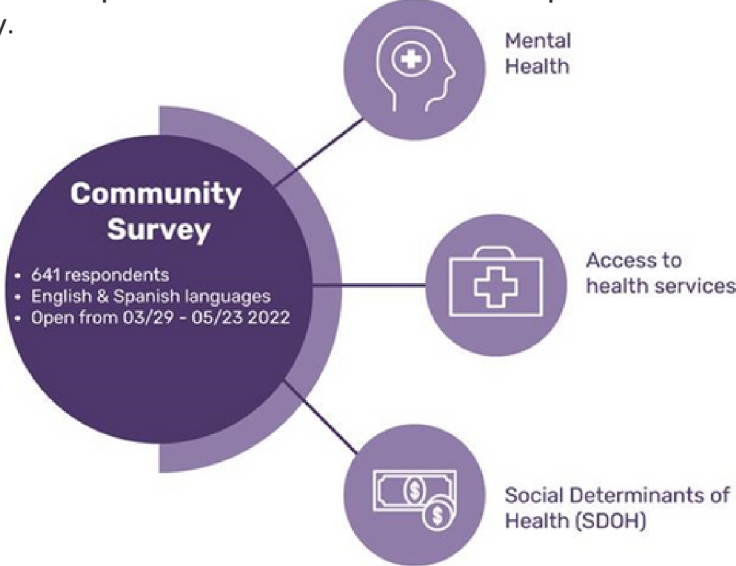 y.
Mental
Health
Community
Survey
• 641 respondents
• English & Spanish languages
• Open from 03/29 - 05/23 2022
Access to
health services
Social Determinants of
Health (SDOH)